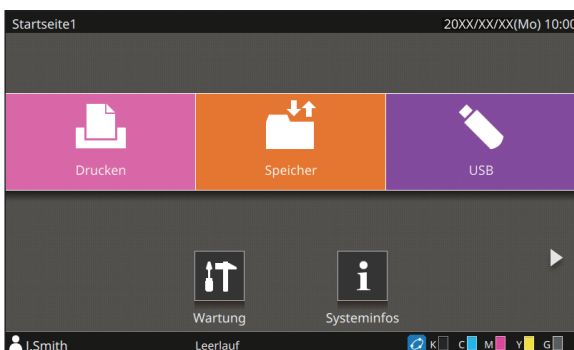 Startseite1 20XX/XX/XX(Mo) 10:00
Drucken Speicher USB
Wartung Systeminfos
J.Smith Leerlauf K C M Y G